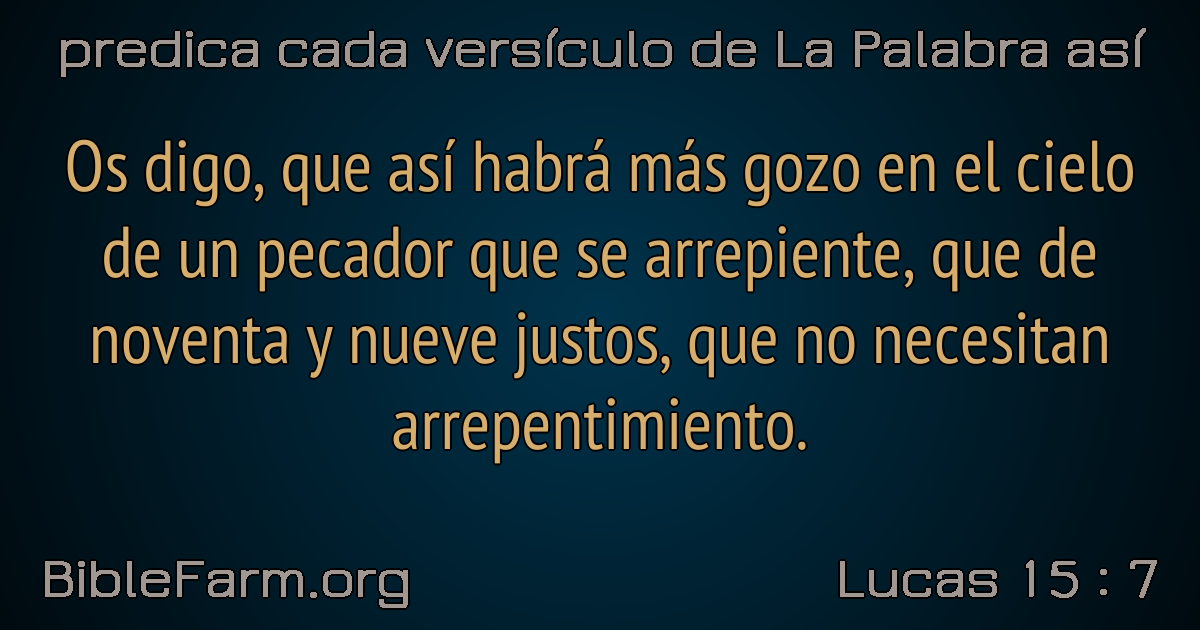 predica cada versículo de La Palabra así
Os digo, que así habrá más gozo en el cielo
de un pecador que se arrepiente, que de
noventa y nueve justos, que no necesitan
arrepentimiento.
BibleFarm.org
Lucas 15 : 7